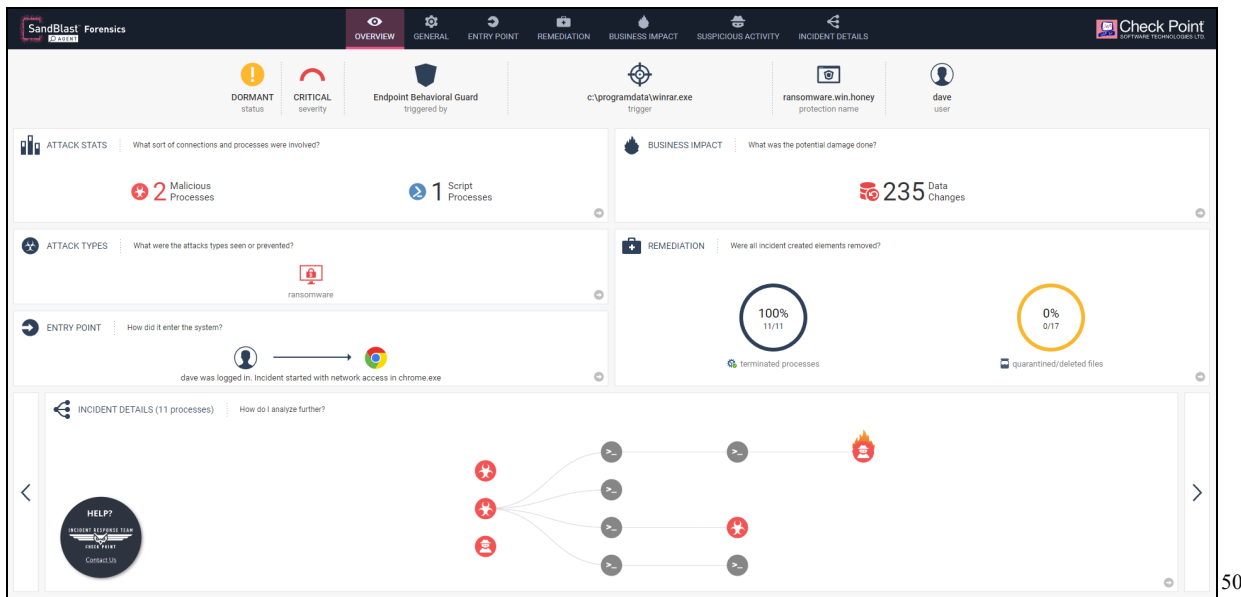 SandBlast Forensics
AGENT
OVERVIEW
GENERAL
ENTRY POINT
REMEDIATION
BUSINESS IMPACT
SUSPICIOUS ACTIVITY
INCIDENT DETAILS
Check Point
SOFTWARE TECHNOLOGIES LTD.
DORMANT
status
CRITICAL
severity
Endpoint Behavioral Guard
triggered by
c:\programdata\winrar.exe
trigger
ransomware.win.honey
protection name
dave
user
ATTACK STATS
What sort of connections and processes were involved?
2 Malicious
Processes
1 Script
Processes
BUSINESS IMPACT
What was the potential damage done?
235 Data
Changes
ATTACK TYPES
What were the attacks types seen or prevented?
ransomware
REMEDIATION
Were all incident created elements removed?
100%
11/11
terminated processes
0%
0/17
quarantined/deleted files
ENTRY POINT
How did it enter the system?
dave was logged in. Incident started with network access in chrome.exe
INCIDENT DETAILS (11 processes)
How do I analyze further?
HELP?
INCIDENT RESPONSE TEAM
CHECK POINT
Contact Us
50